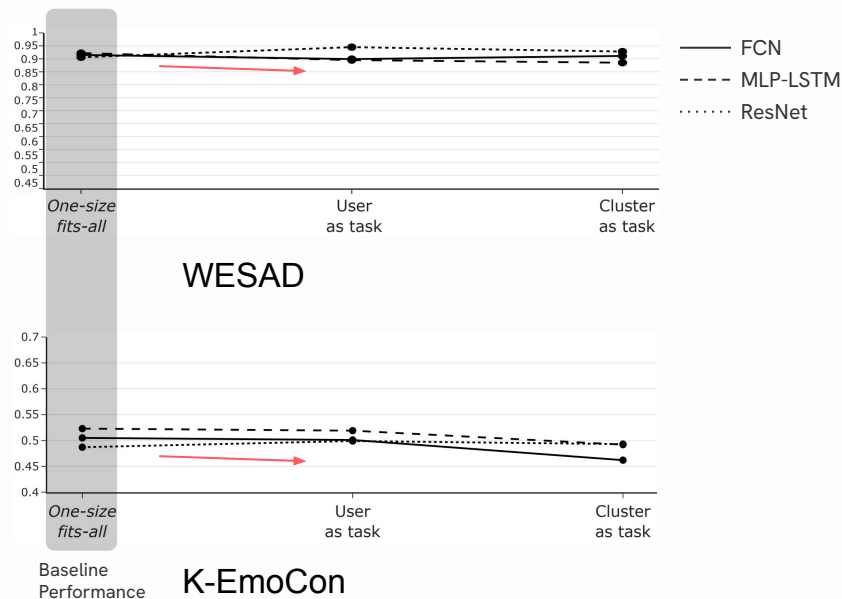 1
0.95
0.9
0.85
0.8
0.75
0.7
0.65
0.6
0.55
0.5
0.45
One-size
fits-all
User
as task
Cluster
as task
FCN
MLP-LSTM
ResNet
WESAD
0.7
0.65
0.6
0.55
0.5
0.45
0.4
One-size
fits-all
User
as task
Cluster
as task
Baseline
Performance
K-EmoCon